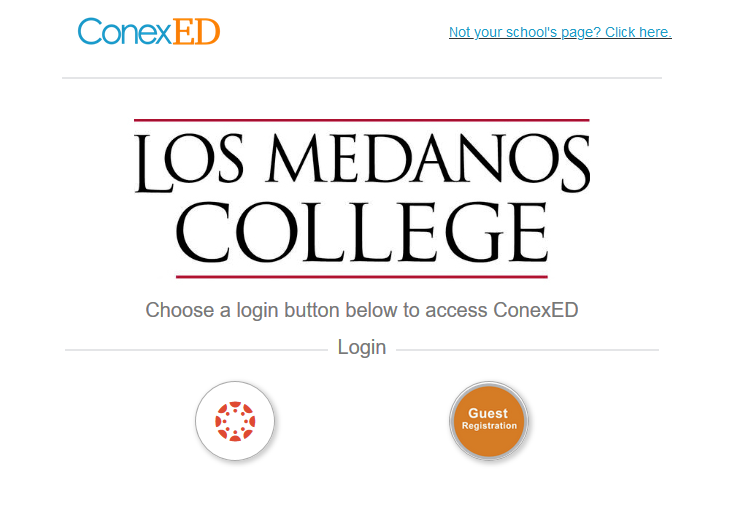 ConexED
Not your school's page? Click here.
LOS MEDANOS
COLLEGE
Choose a login button below to access ConexED
Login
Guest
Registration